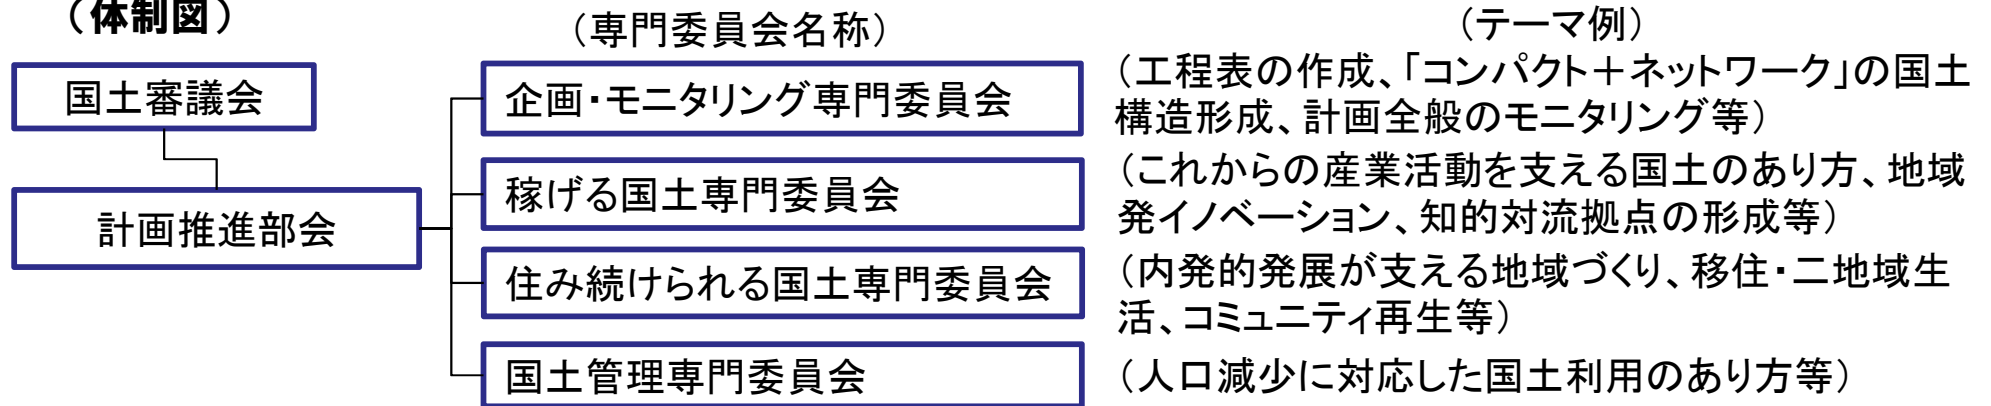 （体制図）
（専門委員会名称）
（テーマ例）
国土審議会
計画推進部会
企画・モニタリング専門委員会
（工程表の作成、「コンパクト＋ネットワーク」の国土
構造形成、計画全般のモニタリング等）
稼げる国土専門委員会
（これからの産業活動を支える国土のあり方、地域
発イノベーション、知的対流拠点の形成等）
住み続けられる国土専門委員会
（内発的発展が支える地域づくり、移住・二地域生
活、コミュニティ再生等）
国土管理専門委員会
（人口減少に対応した国土利用のあり方等）